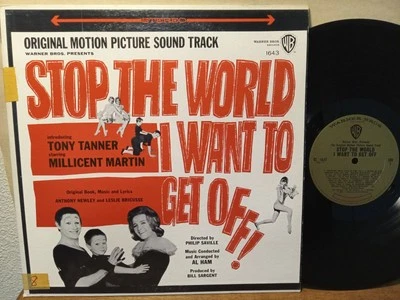 STEREO
ORIGINAL MOTION PICTURE SOUND TRACK
WARNER BROS. PRESENTS
WARNER BROS.
WB
1643
STOP THE WORLD
I WANT TO
GET OFF!
introducing
TONY TANNER
starring
MILLICENT MARTIN
Original Book, Music and Lyrics
ANTHONY NEWLEY and LESLIE BRICUSSE
Directed by
PHILIP SAVILLE
Music Conducted
and Arranged by
AL HAM
Produced by
BILL SARGENT
STOP THE WORLD
I WANT TO GET OFF